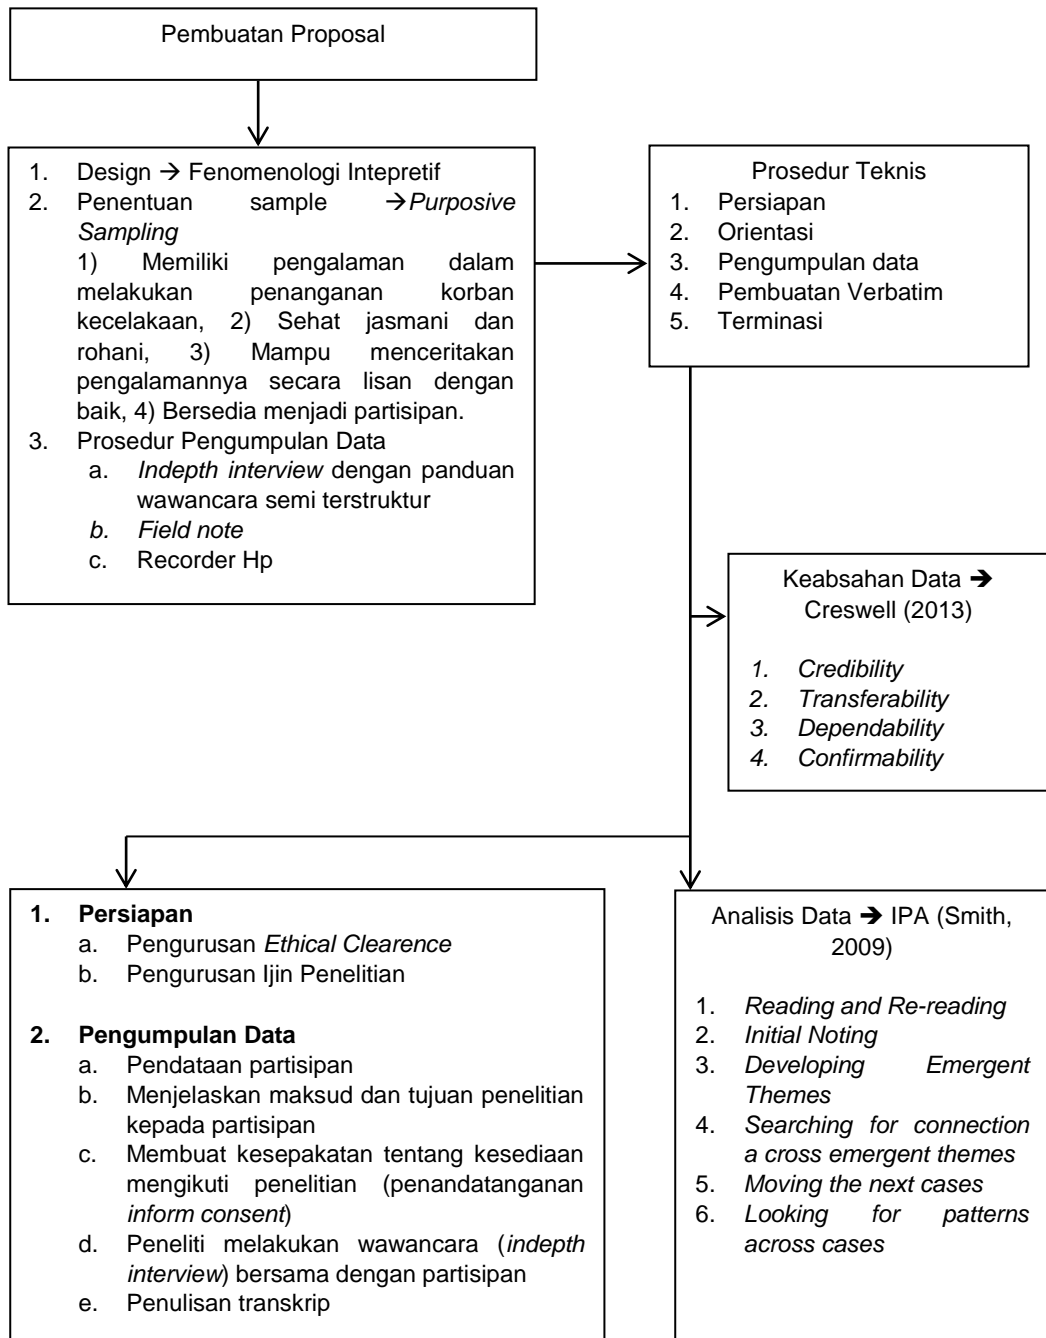 Pembuatan Proposal
1. Design → Fenomenologi Intepretif
2. Penentuan sample →Purposive
Sampling
1) Memiliki pengalaman dalam
melakukan penanganan korban
kecelakaan, 2) Sehat jasmani dan
rohani, 3) Mampu menceritakan
pengalamannya secara lisan dengan
baik, 4) Bersedia menjadi partisipan.
3. Prosedur Pengumpulan Data
a. Indepth interview dengan panduan
wawancara semi terstruktur
b. Field note
c. Recorder Hp
Prosedur Teknis
1. Persiapan
2. Orientasi
3. Pengumpulan data
4. Pembuatan Verbatim
5. Terminasi
Keabsahan Data ➔
Creswell (2013)
1. Credibility
2. Transferability
3. Dependability
4. Confirmability
1. Persiapan
a. Pengurusan Ethical Clearence
b. Pengurusan Ijin Penelitian
2. Pengumpulan Data
a. Pendataan partisipan
b. Menjelaskan maksud dan tujuan penelitian
kepada partisipan
c. Membuat kesepakatan tentang kesediaan
mengikuti penelitian (penandatanganan
inform consent)
d. Peneliti melakukan wawancara (indepth
interview) bersama dengan partisipan
e. Penulisan transkrip
Analisis Data ➔ IPA (Smith,
2009)
1. Reading and Re-reading
2. Initial Noting
3. Developing Emergent
Themes
4. Searching for connection
a cross emergent themes
5. Moving the next cases
6. Looking for patterns
across cases